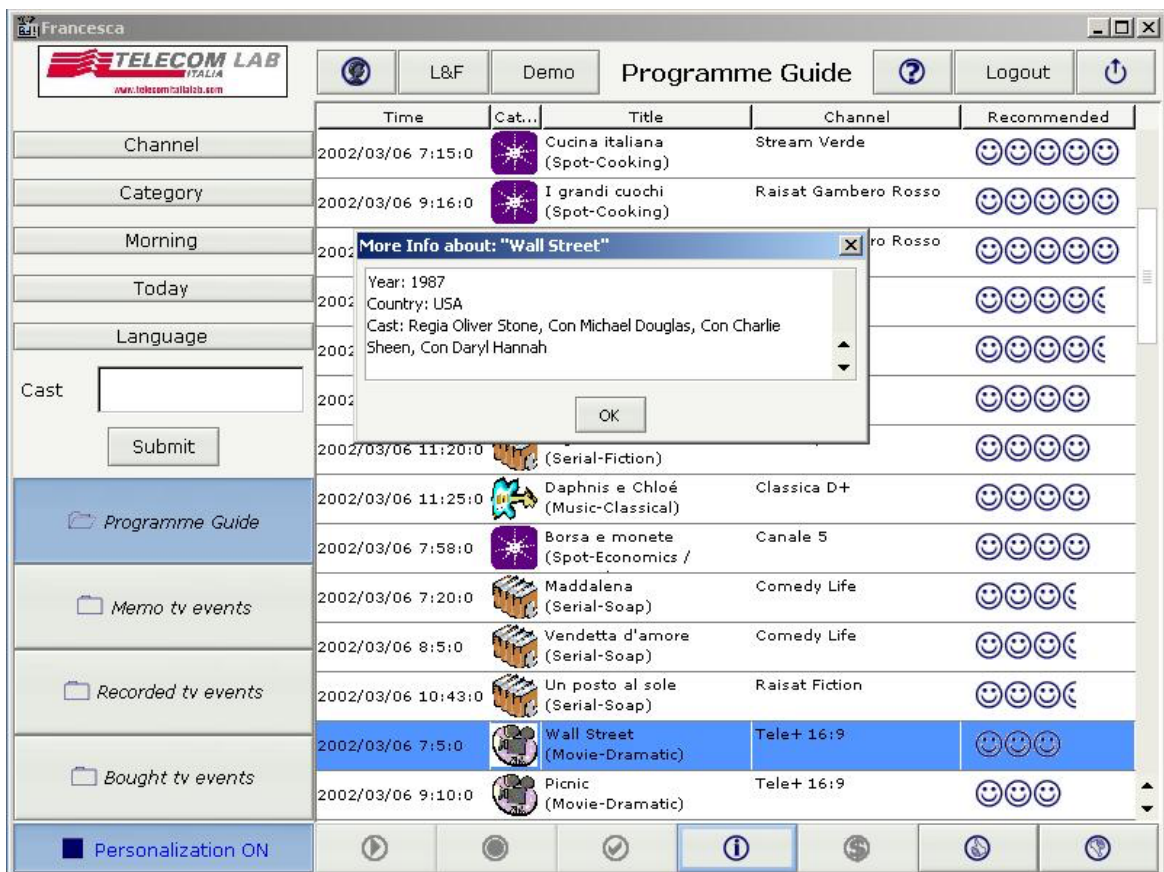 Francesca
TELECOM LAB
ITALIA
www.telecomitalialab.com
L&F
Demo
Programme Guide
Logout
Channel
Category
Morning
Today
Language
Cast
Submit
Programme Guide
Memo tv events
Recorded tv events
Bought tv events
Personalization ON
Time Cat... Title Channel Recommended
2002/03/06 7:15:0 Cucina italiana Stream Verde
(Spot-Cooking)
2002/03/06 9:16:0 I grandi cuochi Raisat Gambero Rosso
(Spot-Cooking)
2002 ro Rosso
2002
2002
2002
More Info about: "Wall Street"
Year: 1987
Country: USA
Cast: Regia Oliver Stone, Con Michael Douglas, Con Charlie
Sheen, Con Daryl Hannah
OK
2002/03/06 11:20:0
(Serial-Fiction)
2002/03/06 11:25:0 Daphnis e Chloé Classica D+
(Music-Classical)
2002/03/06 7:58:0 Borsa e monete Canale 5
(Spot-Economics /
2002/03/06 7:20:0 Maddalena Comedy Life
(Serial-Soap)
2002/03/06 8:5:0 Vendetta d'amore Comedy Life
(Serial-Soap)
2002/03/06 10:43:0 Un posto al sole Raisat Fiction
(Serial-Soap)
2002/03/06 7:5:0 Wall Street Tele+ 16:9
(Movie-Dramatic)
2002/03/06 9:10:0 Picnic Tele+ 16:9
(Movie-Dramatic)